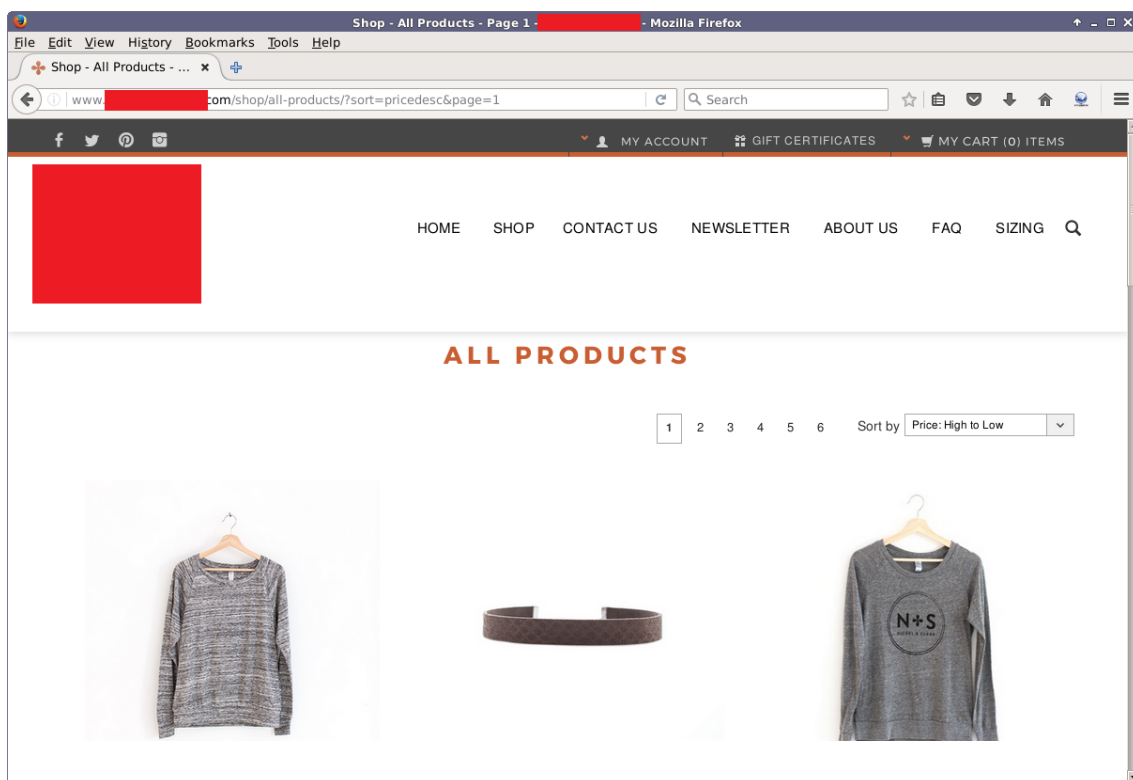 Shop - All Products - Page 1 - - Mozilla Firefox
File Edit View History Bookmarks Tools Help
Shop - All Products - ...
www. com/shop/all-products/?sort=pricedesc&page=1
Search
MY ACCOUNT GIFT CERTIFICATES MY CART (0) ITEMS
HOME SHOP CONTACT US NEWSLETTER ABOUT US FAQ SIZING
ALL PRODUCTS
1 2 3 4 5 6 Sort by Price: High to Low
N+S